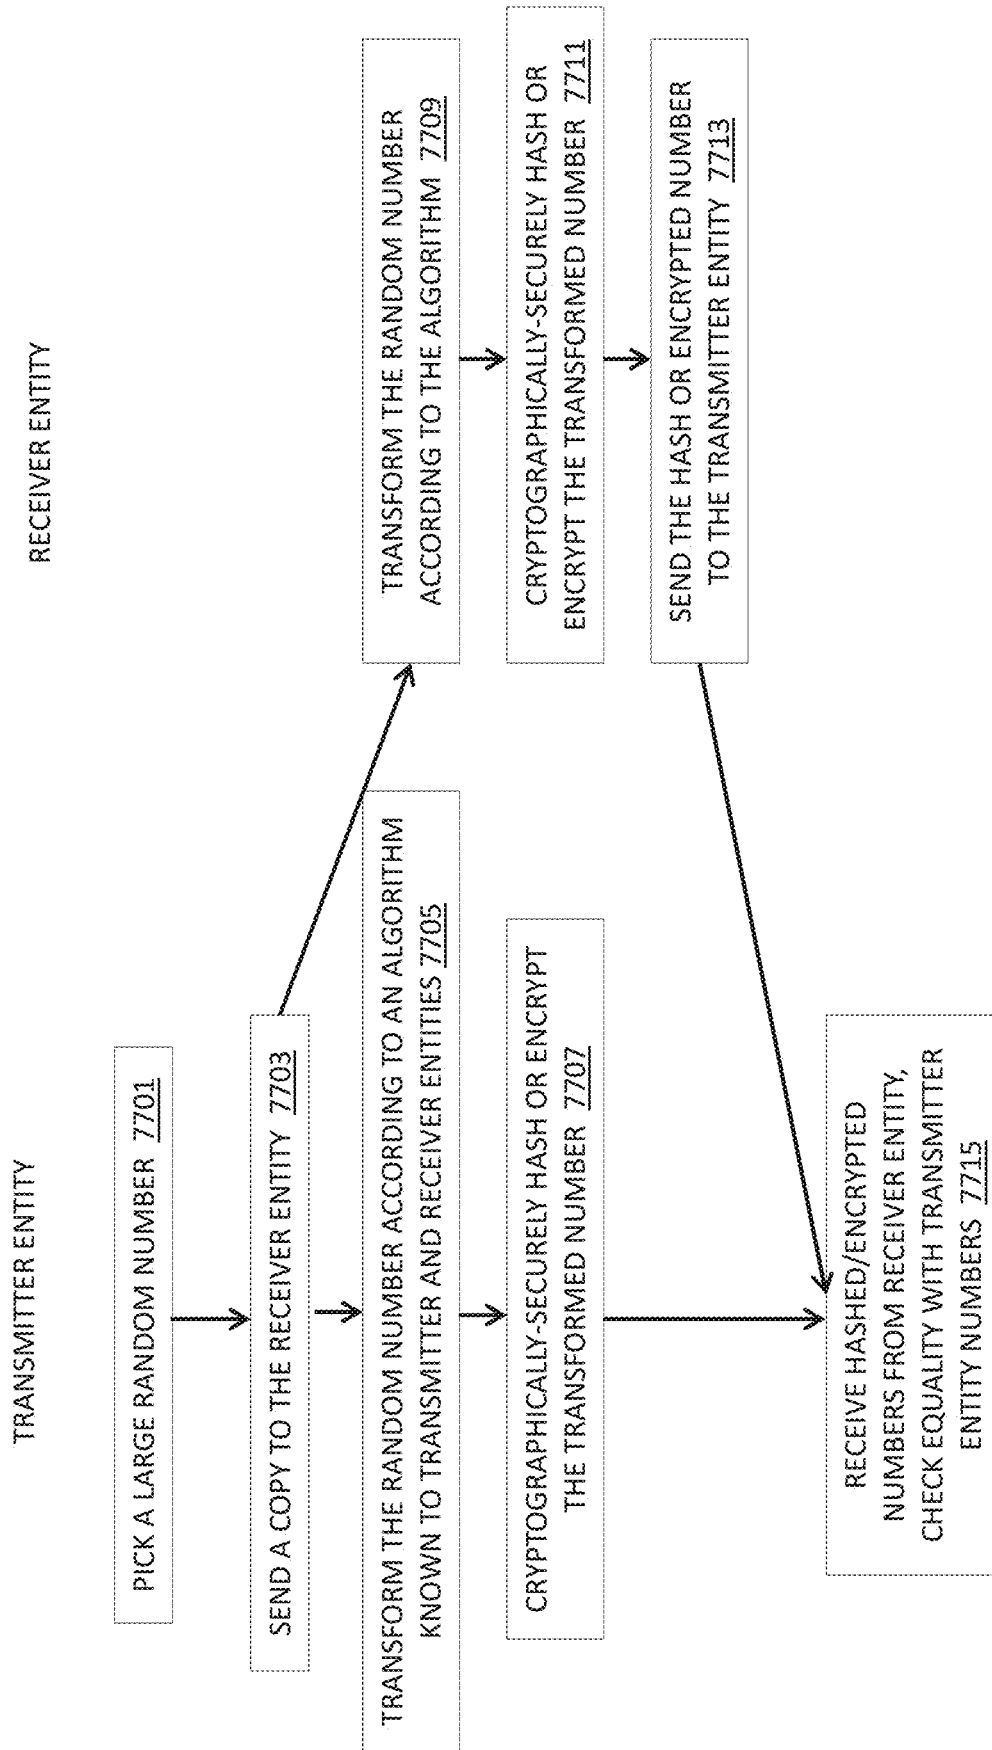 TRANSMITTER ENTITY
PICK A LARGE RANDOM NUMBER 7701
SEND A COPY TO THE RECEIVER ENTITY 7703
TRANSFORM THE RANDOM NUMBER ACCORDING TO AN ALGORITHM
KNOWN TO TRANSMITTER AND RECEIVER ENTITIES 7705
CRYPTOGRAPHICALLY-SECURELY HASH OR ENCRYPT
THE TRANSFORMED NUMBER 7707
RECEIVE HASHED/ENCRYPTED
NUMBERS FROM RECEIVER ENTITY,
CHECK EQUALITY WITH TRANSMITTER
ENTITY NUMBERS 7715
RECEIVER ENTITY
TRANSFORM THE RANDOM NUMBER
ACCORDING TO THE ALGORITHM 7709
CRYPTOGRAPHICALLY-SECURELY HASH OR
ENCRYPT THE TRANSFORMED NUMBER 7711
SEND THE HASH OR ENCRYPTED NUMBER
TO THE TRANSMITTER ENTITY 7713